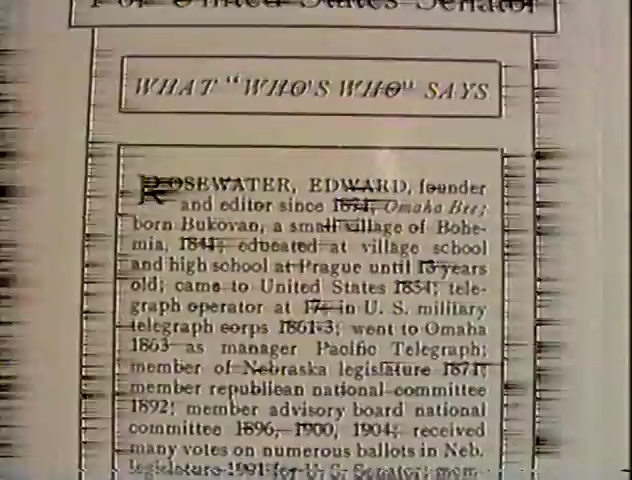 For United States Senator
WHAT "WHO'S WHO" SAYS
ROSEWATER, EDWARD, founder
and editor since 1871, Omaha Bee;
born Bukovan, a small village of Bohe-
mia, 1841; educated at village school
and high school at Prague until 13 years
old; came to United States 1854; tele-
graph operator at 17 in U. S. military
telegraph corps 1861-3; went to Omaha
1863 as manager Pacific Telegraph;
member of Nebraska legislature 1871;
member republican national committee
1892; member advisory board national
committee 1896, 1900, 1904; received
many votes on numerous ballots in Neb.
legislature 1901 for U. S. Senator; mem-